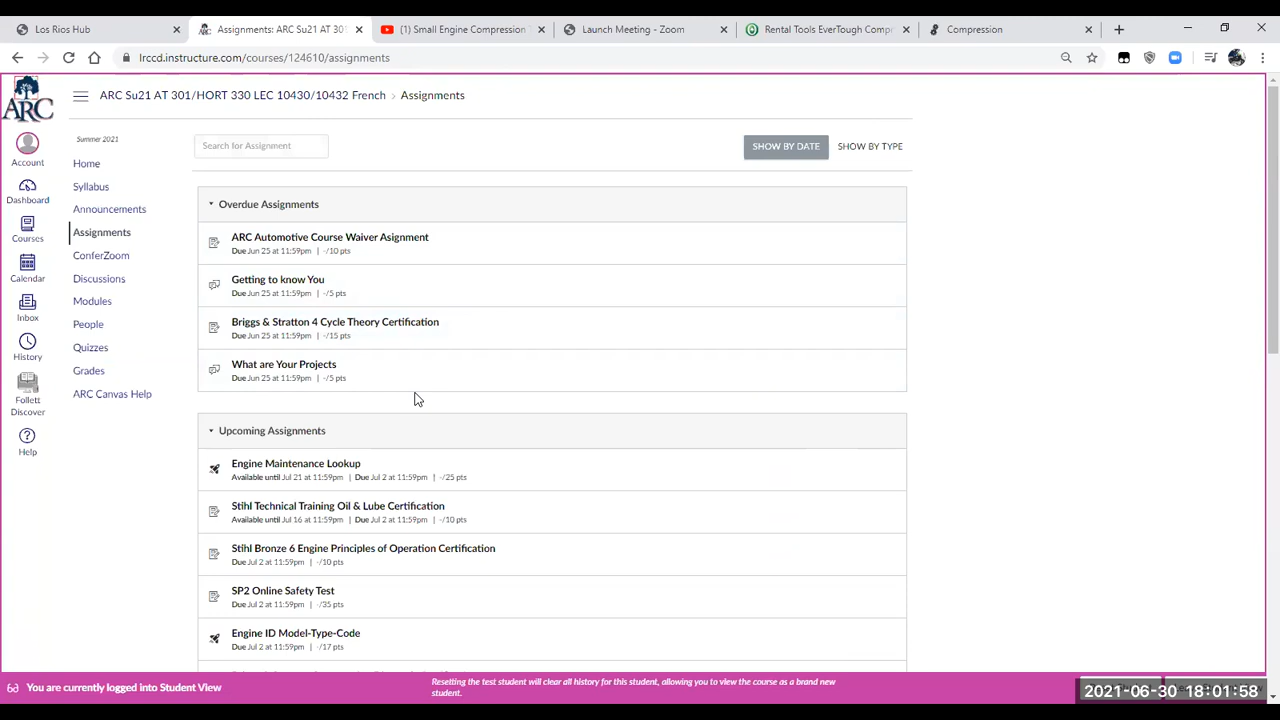 Los Rios Hub
Assignments: ARC Su21 AT 301
(1) Small Engine Compression
Launch Meeting - Zoom
Rental Tools EverTough Comp
Compression
lrccd.instructure.com/courses/124610/assignments
ARC
ARC Su21 AT 301/HORT 330 LEC 10430/10432 French > Assignments
Account
Dashboard
Courses
Calendar
Inbox
History
Follett
Discover
Help
Summer 2021
Home
Syllabus
Announcements
Assignments
ConferZoom
Discussions
Modules
People
Quizzes
Grades
ARC Canvas Help
Search for Assignment
SHOW BY DATE
SHOW BY TYPE
Overdue Assignments
ARC Automotive Course Waiver Asignment
Due Jun 25 at 11:59pm | -/10 pts
Getting to know You
Due Jun 25 at 11:59pm | -/5 pts
Briggs & Stratton 4 Cycle Theory Certification
Due Jun 25 at 11:59pm | -/15 pts
What are Your Projects
Due Jun 25 at 11:59pm | -/5 pts
Upcoming Assignments
Engine Maintenance Lookup
Available until Jul 21 at 11:59pm | Due Jul 2 at 11:59pm | -/25 pts
Stihl Technical Training Oil & Lube Certification
Available until Jul 16 at 11:59pm | Due Jul 2 at 11:59pm | -/10 pts
Stihl Bronze 6 Engine Principles of Operation Certification
Due Jul 2 at 11:59pm | -/10 pts
SP2 Online Safety Test
Due Jul 2 at 11:59pm | -/35 pts
Engine ID Model-Type-Code
Due Jul 2 at 11:59pm | -/17 pts
You are currently logged into Student View
Resetting the test student will clear all history for this student, allowing you to view the course as a brand new
student.
2021-06-30 18:01:58